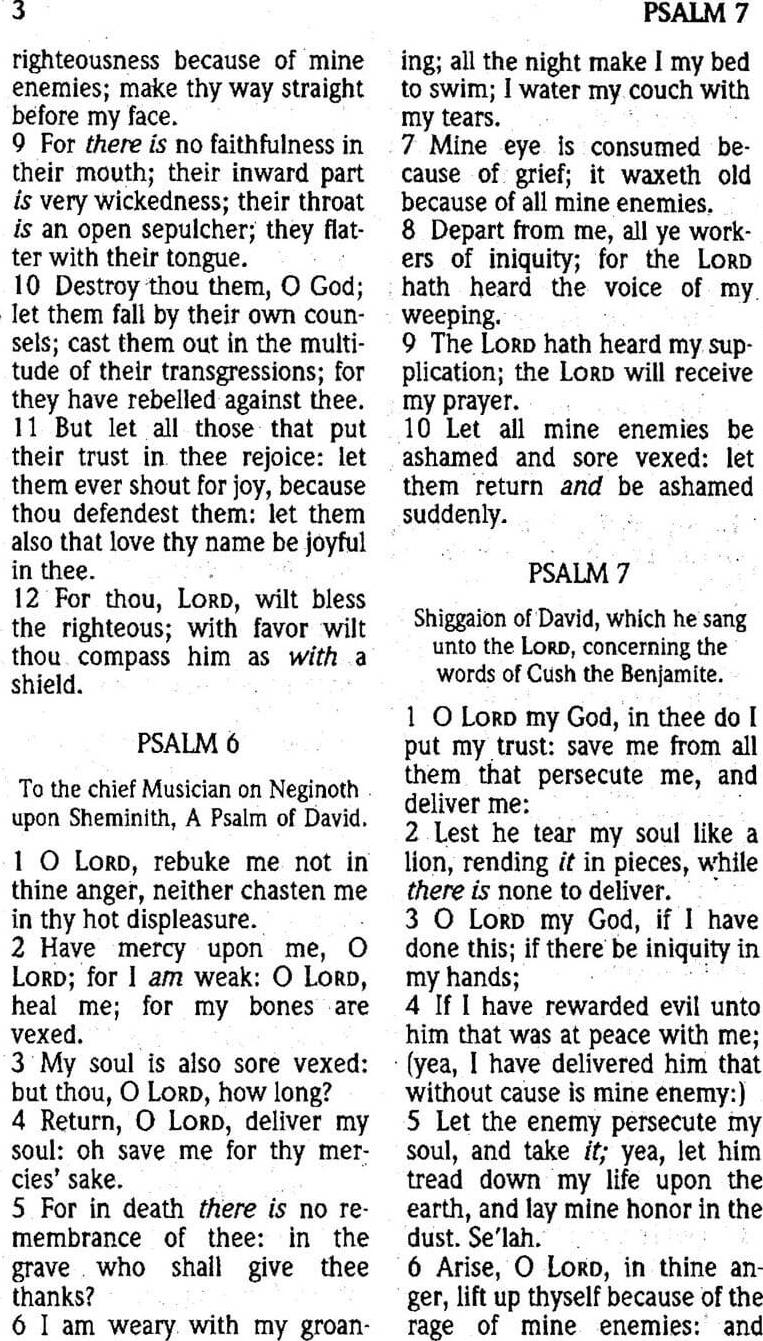 3
PSALM 7
righteousness because of mine
enemies; make thy way straight
before my face.
9 For there is no faithfulness in
their mouth; their inward part
is very wickedness; their throat
is an open sepulcher; they flat-
ter with their tongue.
10 Destroy thou them, O God;
let them fall by their own coun-
sels; cast them out in the multi-
tude of their transgressions; for
they have rebelled against thee.
11 But let all those that put
their trust in thee rejoice: let
them ever shout for joy, because
thou defendest them: let them
also that love thy name be joyful
in thee.
12 For thou, LORD, wilt bless
the righteous; with favor wilt
thou compass him as with a
shield.
PSALM 6
To the chief Musician on Neginoth
upon Sheminith, A Psalm of David.
1 O LORD, rebuke me not in
thine anger, neither chasten me
in thy hot displeasure.
2 Have mercy upon me, O
LORD; for I am weak: O LORD,
heal me; for my bones are
vexed.
3 My soul is also sore vexed:
but thou, O LORD, how long?
4 Return, O LORD, deliver my
soul: oh save me for thy mer-
cies' sake.
5 For in death there is no re-
membrance of thee: in the
grave who shall give thee
thanks?
6 I am weary with my groan-
ing; all the night make I my bed
to swim; I water my couch with
my tears.
7 Mine eye is consumed be-
cause of grief; it waxeth old
because of all mine enemies.
8 Depart from me, all ye work-
ers of iniquity; for the LORD
hath heard the voice of my
weeping.
9 The LORD hath heard my sup-
plication; the LORD will receive
my prayer.
10 Let all mine enemies be
ashamed and sore vexed: let
them return and be ashamed
suddenly.
PSALM 7
Shiggaion of David, which he sang
unto the LORD, concerning the
words of Cush the Benjamite.
1 O LORD my God, in thee do I
put my trust: save me from all
them that persecute me, and
deliver me:
2 Lest he tear my soul like a
lion, rending it in pieces, while
there is none to deliver.
3 O LORD my God, if I have
done this; if there be iniquity in
my hands;
4 If I have rewarded evil unto
him that was at peace with me;
(yea, I have delivered him that
without cause is mine enemy:)
5 Let the enemy persecute my
soul, and take it; yea, let him
tread down my life upon the
earth, and lay mine honor in the
dust. Se'lah.
6 Arise, O LORD, in thine an-
ger, lift up thyself because of the
rage of mine enemies: and